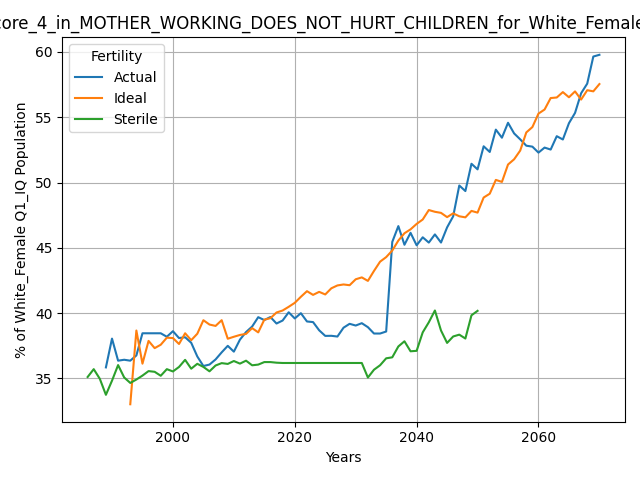 core_4_in_MOTHER_WORKING_DOES_NOT_HURT_CHILDREN_for_White_Female
Fertility
Actual
Ideal
Sterile
% of White_Female Q1_IQ Population
60
55
50
45
40
35
2000
2020
2040
2060
Years